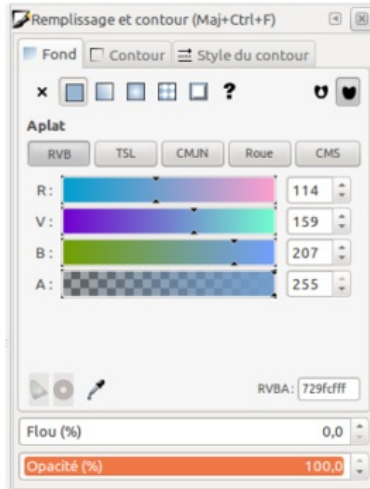 Remplissage et contour (Maj+Ctrl+F)
Fond Contour Style du contour
Aplat
RVB TSL CMJN Roue CMS
R: 114
V: 159
B: 207
A: 255
RVBA: 729fcfff
Flou (%) 0,0
Opacité (%) 100,0